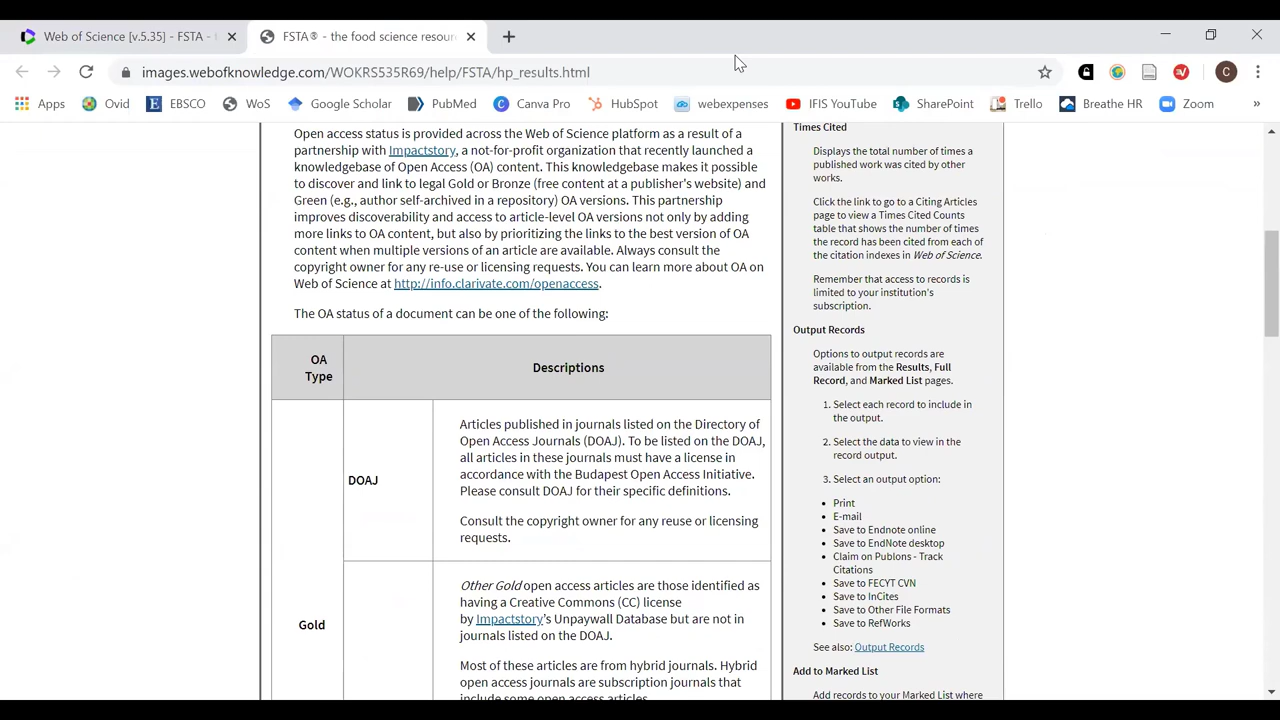 Web of Science [v.5.35] - FSTA -
FSTA® - the food science resour
images.webofknowledge.com/WOKRS535R69/help/FSTA/hp_results.html
C
Apps
Ovid
EBSCO
WoS
Google Scholar
PubMed
Canva Pro
HubSpot
webexpenses
IFIS YouTube
SharePoint
Trello
Breathe HR
Zoom
»
Open access status is provided across the Web of Science platform as a result of a
partnership with Impactstory, a not-for-profit organization that recently launched a
knowledgebase of Open Access (OA) content. This knowledgebase makes it possible
to discover and link to legal Gold or Bronze (free content at a publisher's website) and
Green (e.g., author self-archived in a repository) OA versions. This partnership
improves discoverability and access to article-level OA versions not only by adding
more links to OA content, but also by prioritizing the links to the best version of OA
content when multiple versions of an article are available. Always consult the
copyright owner for any re-use or licensing requests. You can learn more about OA on
Web of Science at http://info.clarivate.com/openaccess.
The OA status of a document can be one of the following:
OA
Type
Descriptions
DOAJ
Articles published in journals listed on the Directory of
Open Access Journals (DOAJ). To be listed on the DOAJ,
all articles in these journals must have a license in
accordance with the Budapest Open Access Initiative.
Please consult DOAJ for their specific definitions.
Consult the copyright owner for any reuse or licensing
requests.
Gold
Other Gold open access articles are those identified as
having a Creative Commons (CC) license
by Impactstory's Unpaywall Database but are not in
journals listed on the DOAJ.
Most of these articles are from hybrid journals. Hybrid
open access journals are subscription journals that
include some open access articles.
Times Cited
Displays the total number of times a
published work was cited by other
works.
Click the link to go to a Citing Articles
page to view a Times Cited Counts
table that shows the number of times
the record has been cited from each of
the citation indexes in Web of Science.
Remember that access to records is
limited to your institution's
subscription.
Output Records
Options to output records are
available from the Results, Full
Record, and Marked List pages.
1. Select each record to include in
the output.
2. Select the data to view in the
record output.
3. Select an output option:
• Print
• E-mail
• Save to Endnote online
• Save to EndNote desktop
• Claim on Publons - Track
Citations
• Save to FECYT CVN
• Save to InCites
• Save to Other File Formats
• Save to RefWorks
See also: Output Records
Add to Marked List
Add records to your Marked List where